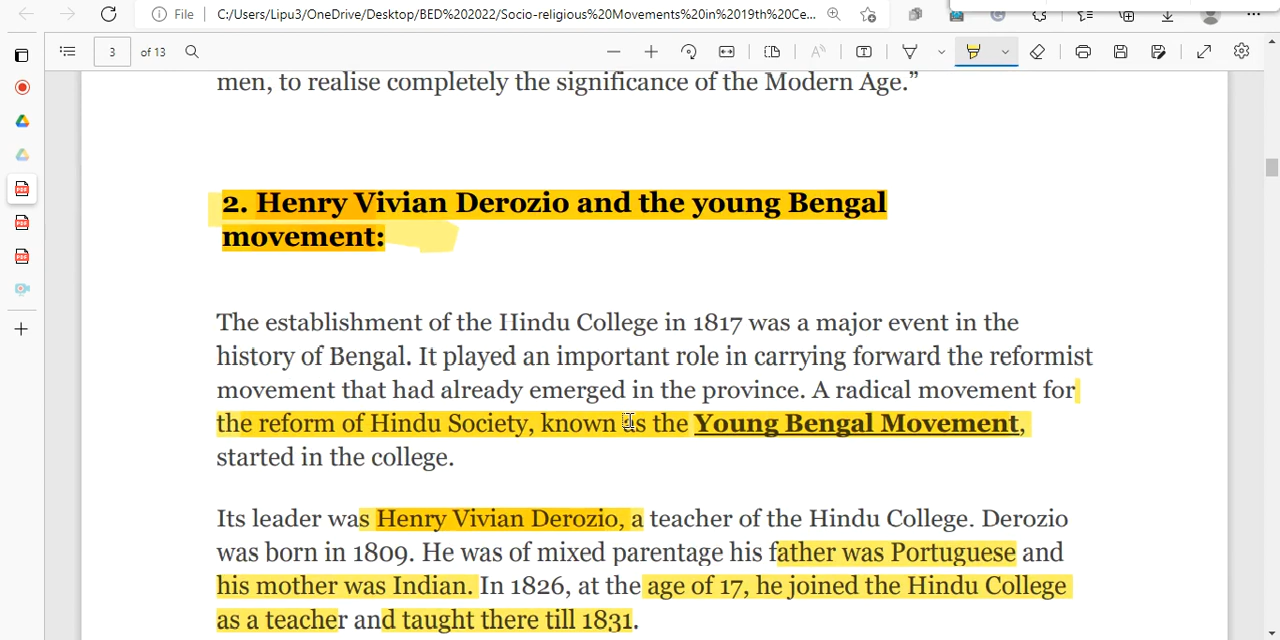 File C:/Users/Lipu3/OneDrive/Desktop/BED%202022/Socio-religious%20Movements%20in%2019th%20Ce...
3 of 13
men, to realise completely the significance of the Modern Age.”
2. Henry Vivian Derozio and the young Bengal
movement:
The establishment of the Hindu College in 1817 was a major event in the
history of Bengal. It played an important role in carrying forward the reformist
movement that had already emerged in the province. A radical movement for
the reform of Hindu Society, known as the Young Bengal Movement,
started in the college.
Its leader was Henry Vivian Derozio, a teacher of the Hindu College. Derozio
was born in 1809. He was of mixed parentage his father was Portuguese and
his mother was Indian. In 1826, at the age of 17, he joined the Hindu College
as a teacher and taught there till 1831.